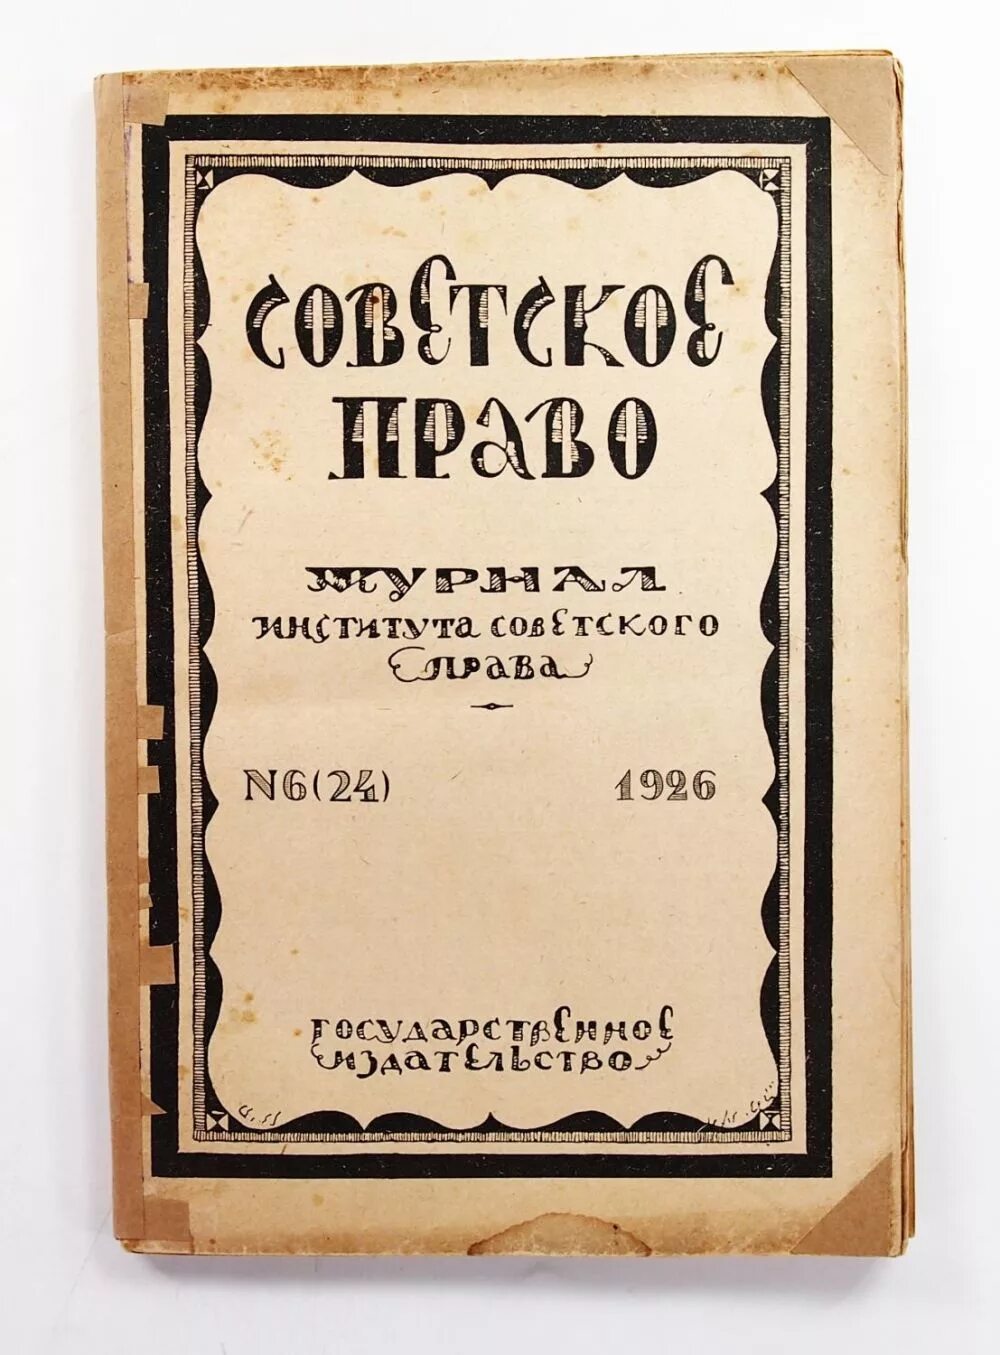 СОВЕТСКОЕ
ПРАВО
ЖУРНАЛ
ИНСТИТУТА СОВЕТСКОГО
ПРАВА
N6(24) 1926
ГОСУДАРСТВЕННОЕ
ИЗДАТЕЛЬСТВО